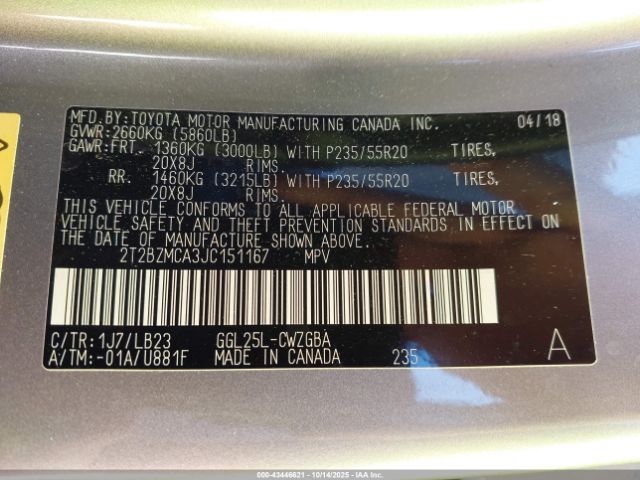 MFD.BY:TOYOTA MOTOR MANUFACTURING CANADA INC. 04/18
GVWR:2660KG (5860LB)
GAWR:FRT. 1360KG (3000LB) WITH P235/55R20 TIRES,
20X8J RIMS.
RR. 1460KG (3215LB) WITH P235/55R20 TIRES,
20X8J RIMS.
THIS VEHICLE CONFORMS TO ALL APPLICABLE FEDERAL MOTOR
VEHICLE SAFETY AND THEFT PREVENTION STANDARDS IN EFFECT ON
THE DATE OF MANUFACTURE SHOWN ABOVE.
2T2BZMCA3JC151167 MPV
C/TR:1J7/LB23 GGL25L-CWZGBA
A/TM:-01A/U881F MADE IN CANADA 235 A
000-43446621 - 10/14/2025 - IAAI.COM